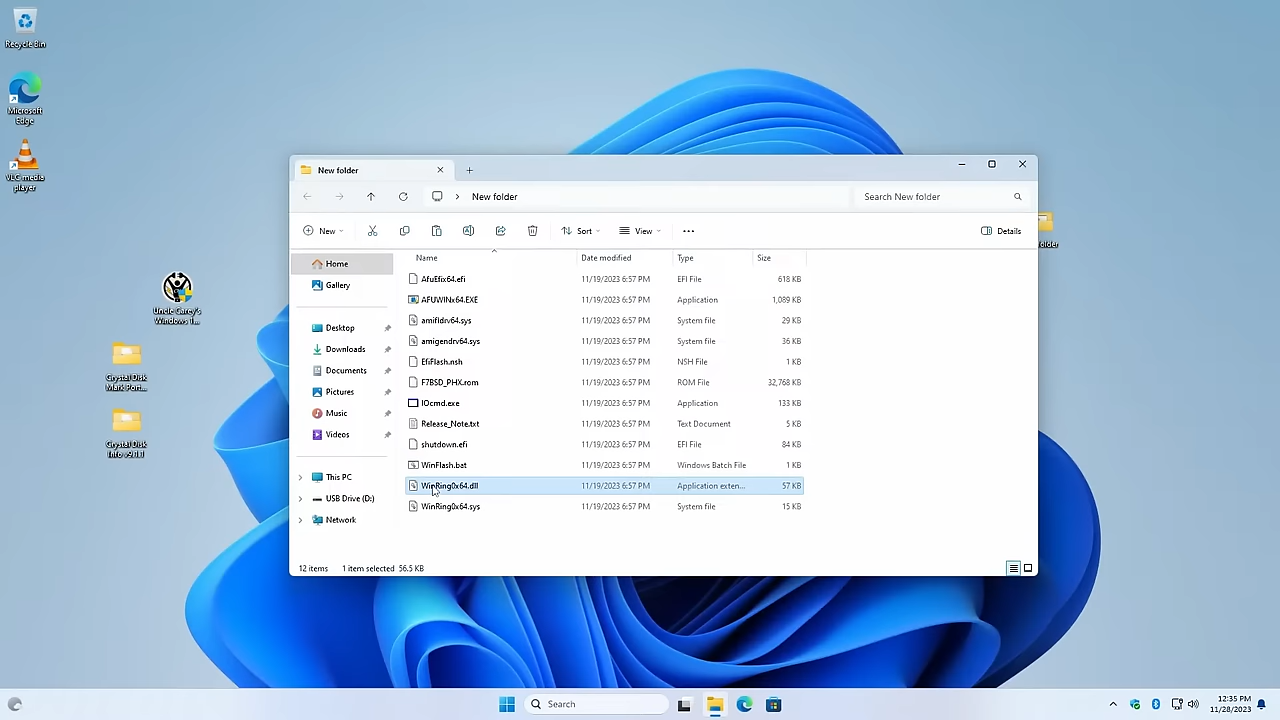 Recycle Bin
Microsoft
Edge
VLC media
player
Uncle Carey's
Windows 1...
Crystal Disk
Mark Port...
Crystal Disk
Info v9.1.1
New folder
New folder
Search New folder
New
Sort
View
Details
Home
Gallery
Desktop
Downloads
Documents
Pictures
Music
Videos
This PC
USB Drive (D:)
Network
Name Date modified Type Size
AfuEfix64.efi 11/19/2023 6:57 PM EFI File 618 KB
AFUWINx64.EXE 11/19/2023 6:57 PM Application 1,089 KB
amifldrv64.sys 11/19/2023 6:57 PM System file 29 KB
amigendrv64.sys 11/19/2023 6:57 PM System file 36 KB
EfiFlash.nsh 11/19/2023 6:57 PM NSH File 1 KB
F7BSD_PHX.rom 11/19/2023 6:57 PM ROM File 32,768 KB
IOcmd.exe 11/19/2023 6:57 PM Application 133 KB
Release_Note.txt 11/19/2023 6:57 PM Text Document 5 KB
shutdown.efi 11/19/2023 6:57 PM EFI File 84 KB
WinFlash.bat 11/19/2023 6:57 PM Windows Batch File 1 KB
WinRing0x64.dll 11/19/2023 6:57 PM Application exten... 57 KB
WinRing0x64.sys 11/19/2023 6:57 PM System file 15 KB
12 items 1 item selected 56.5 KB
Search
12:35 PM
11/28/2023